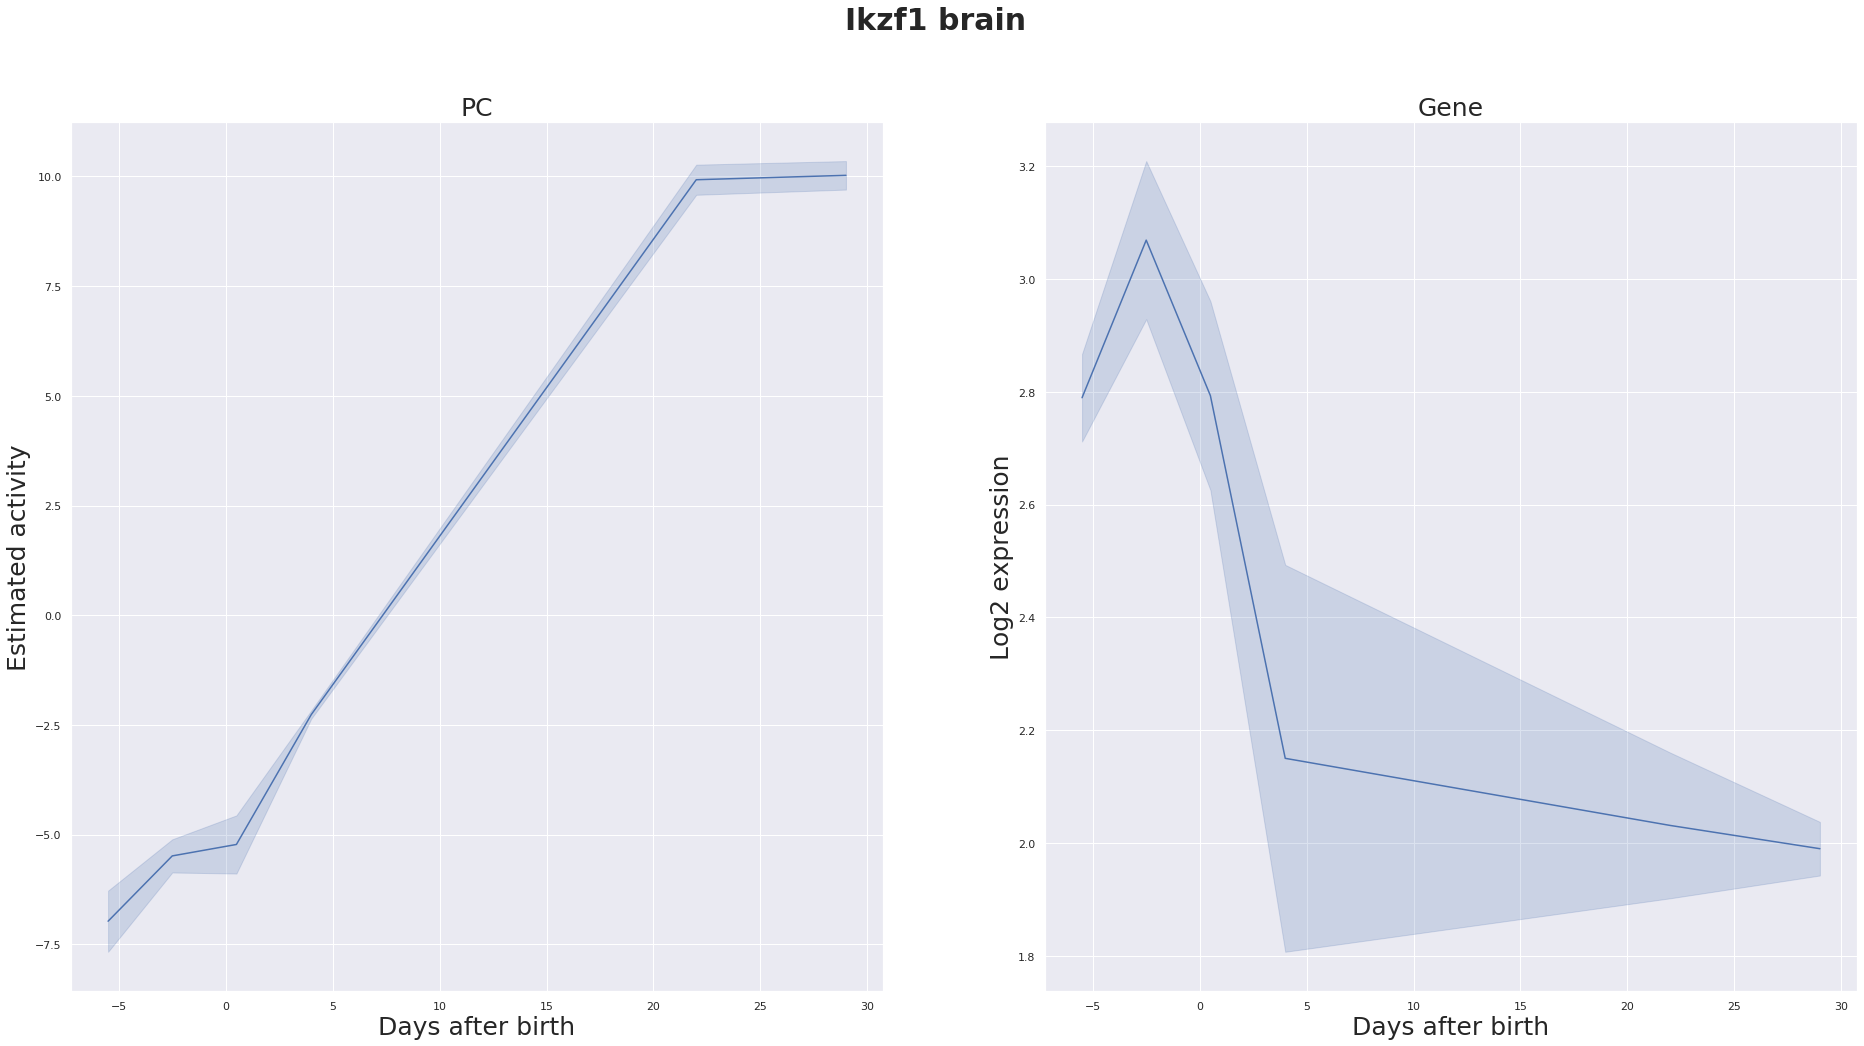 Ikzf1 brain
PC
Estimated activity
10.0
7.5
5.0
2.5
0.0
−2.5
−5.0
−7.5
−5 0 5 10 15 20 25 30
Days after birth
Gene
Log2 expression
3.2
3.0
2.8
2.6
2.4
2.2
2.0
1.8
−5 0 5 10 15 20 25 30
Days after birth